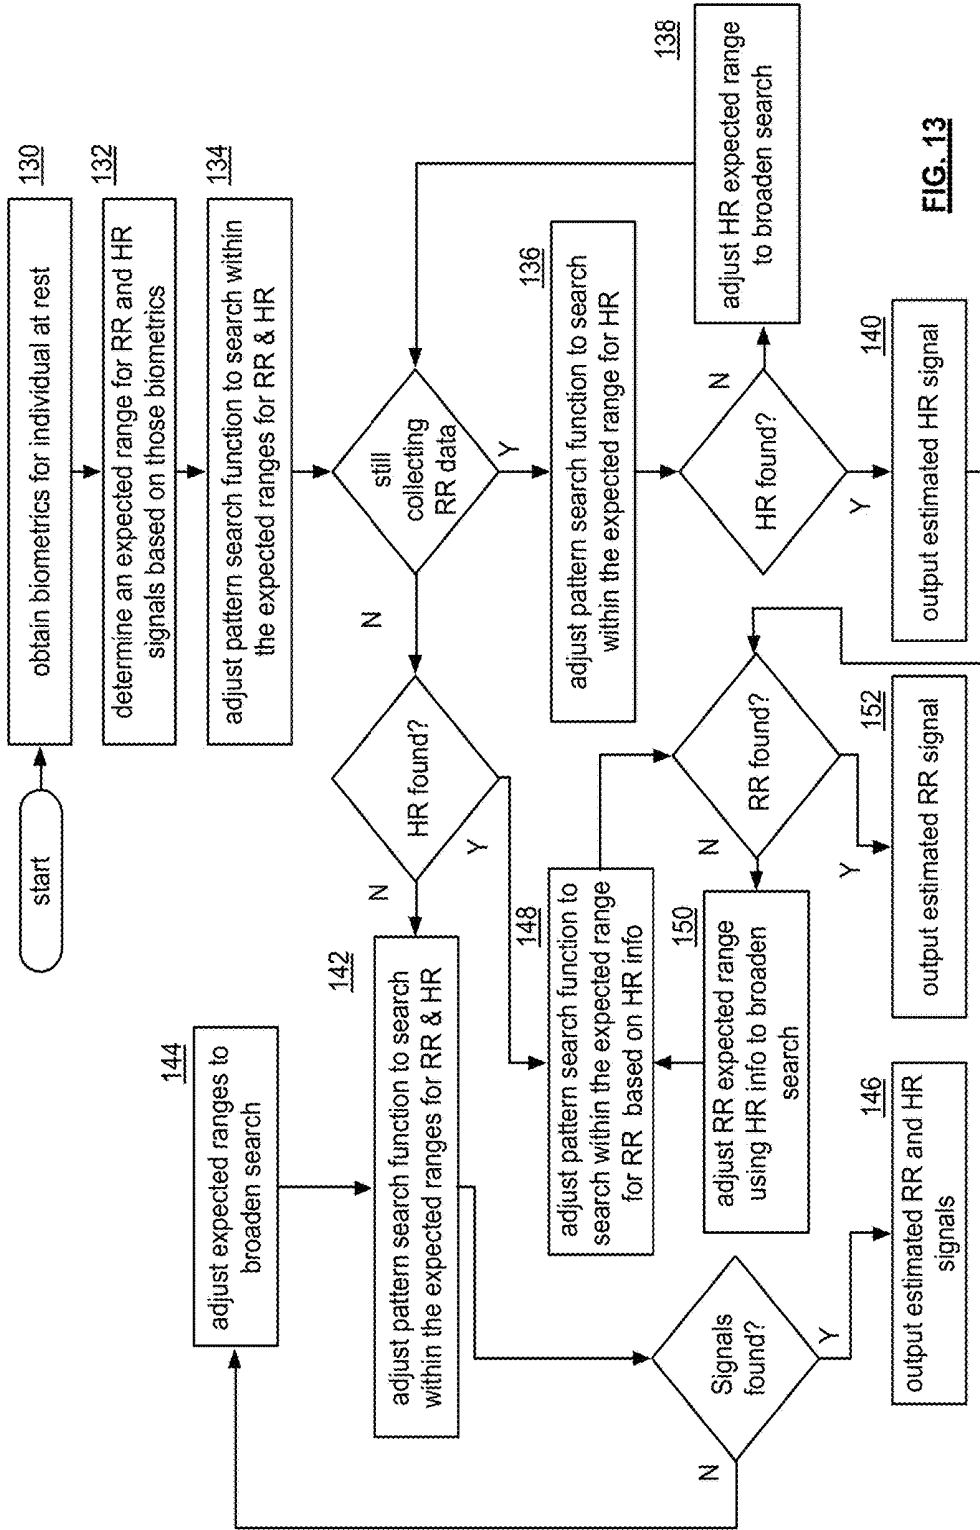 start
130
obtain biometrics for individual at rest
132
determine an expected range for RR and HR
signals based on those biometrics
134
adjust pattern search function to search within
the expected ranges for RR & HR
still
collecting
RR data
N
Y
136
adjust pattern search function to search
within the expected range for HR
HR found?
N
Y
138
adjust HR expected range
to broaden search
140
output estimated HR signal
HR found?
N
Y
142
adjust pattern search function to search
within the expected ranges for RR & HR
144
adjust expected ranges to
broaden search
Signals
found?
N
Y
146
output estimated RR and HR
signals
148
adjust pattern search function to
search within the expected range
for RR based on HR info
150
adjust RR expected range
using HR info to broaden
search
RR found?
N
Y
152
output estimated RR signal
FIG. 13